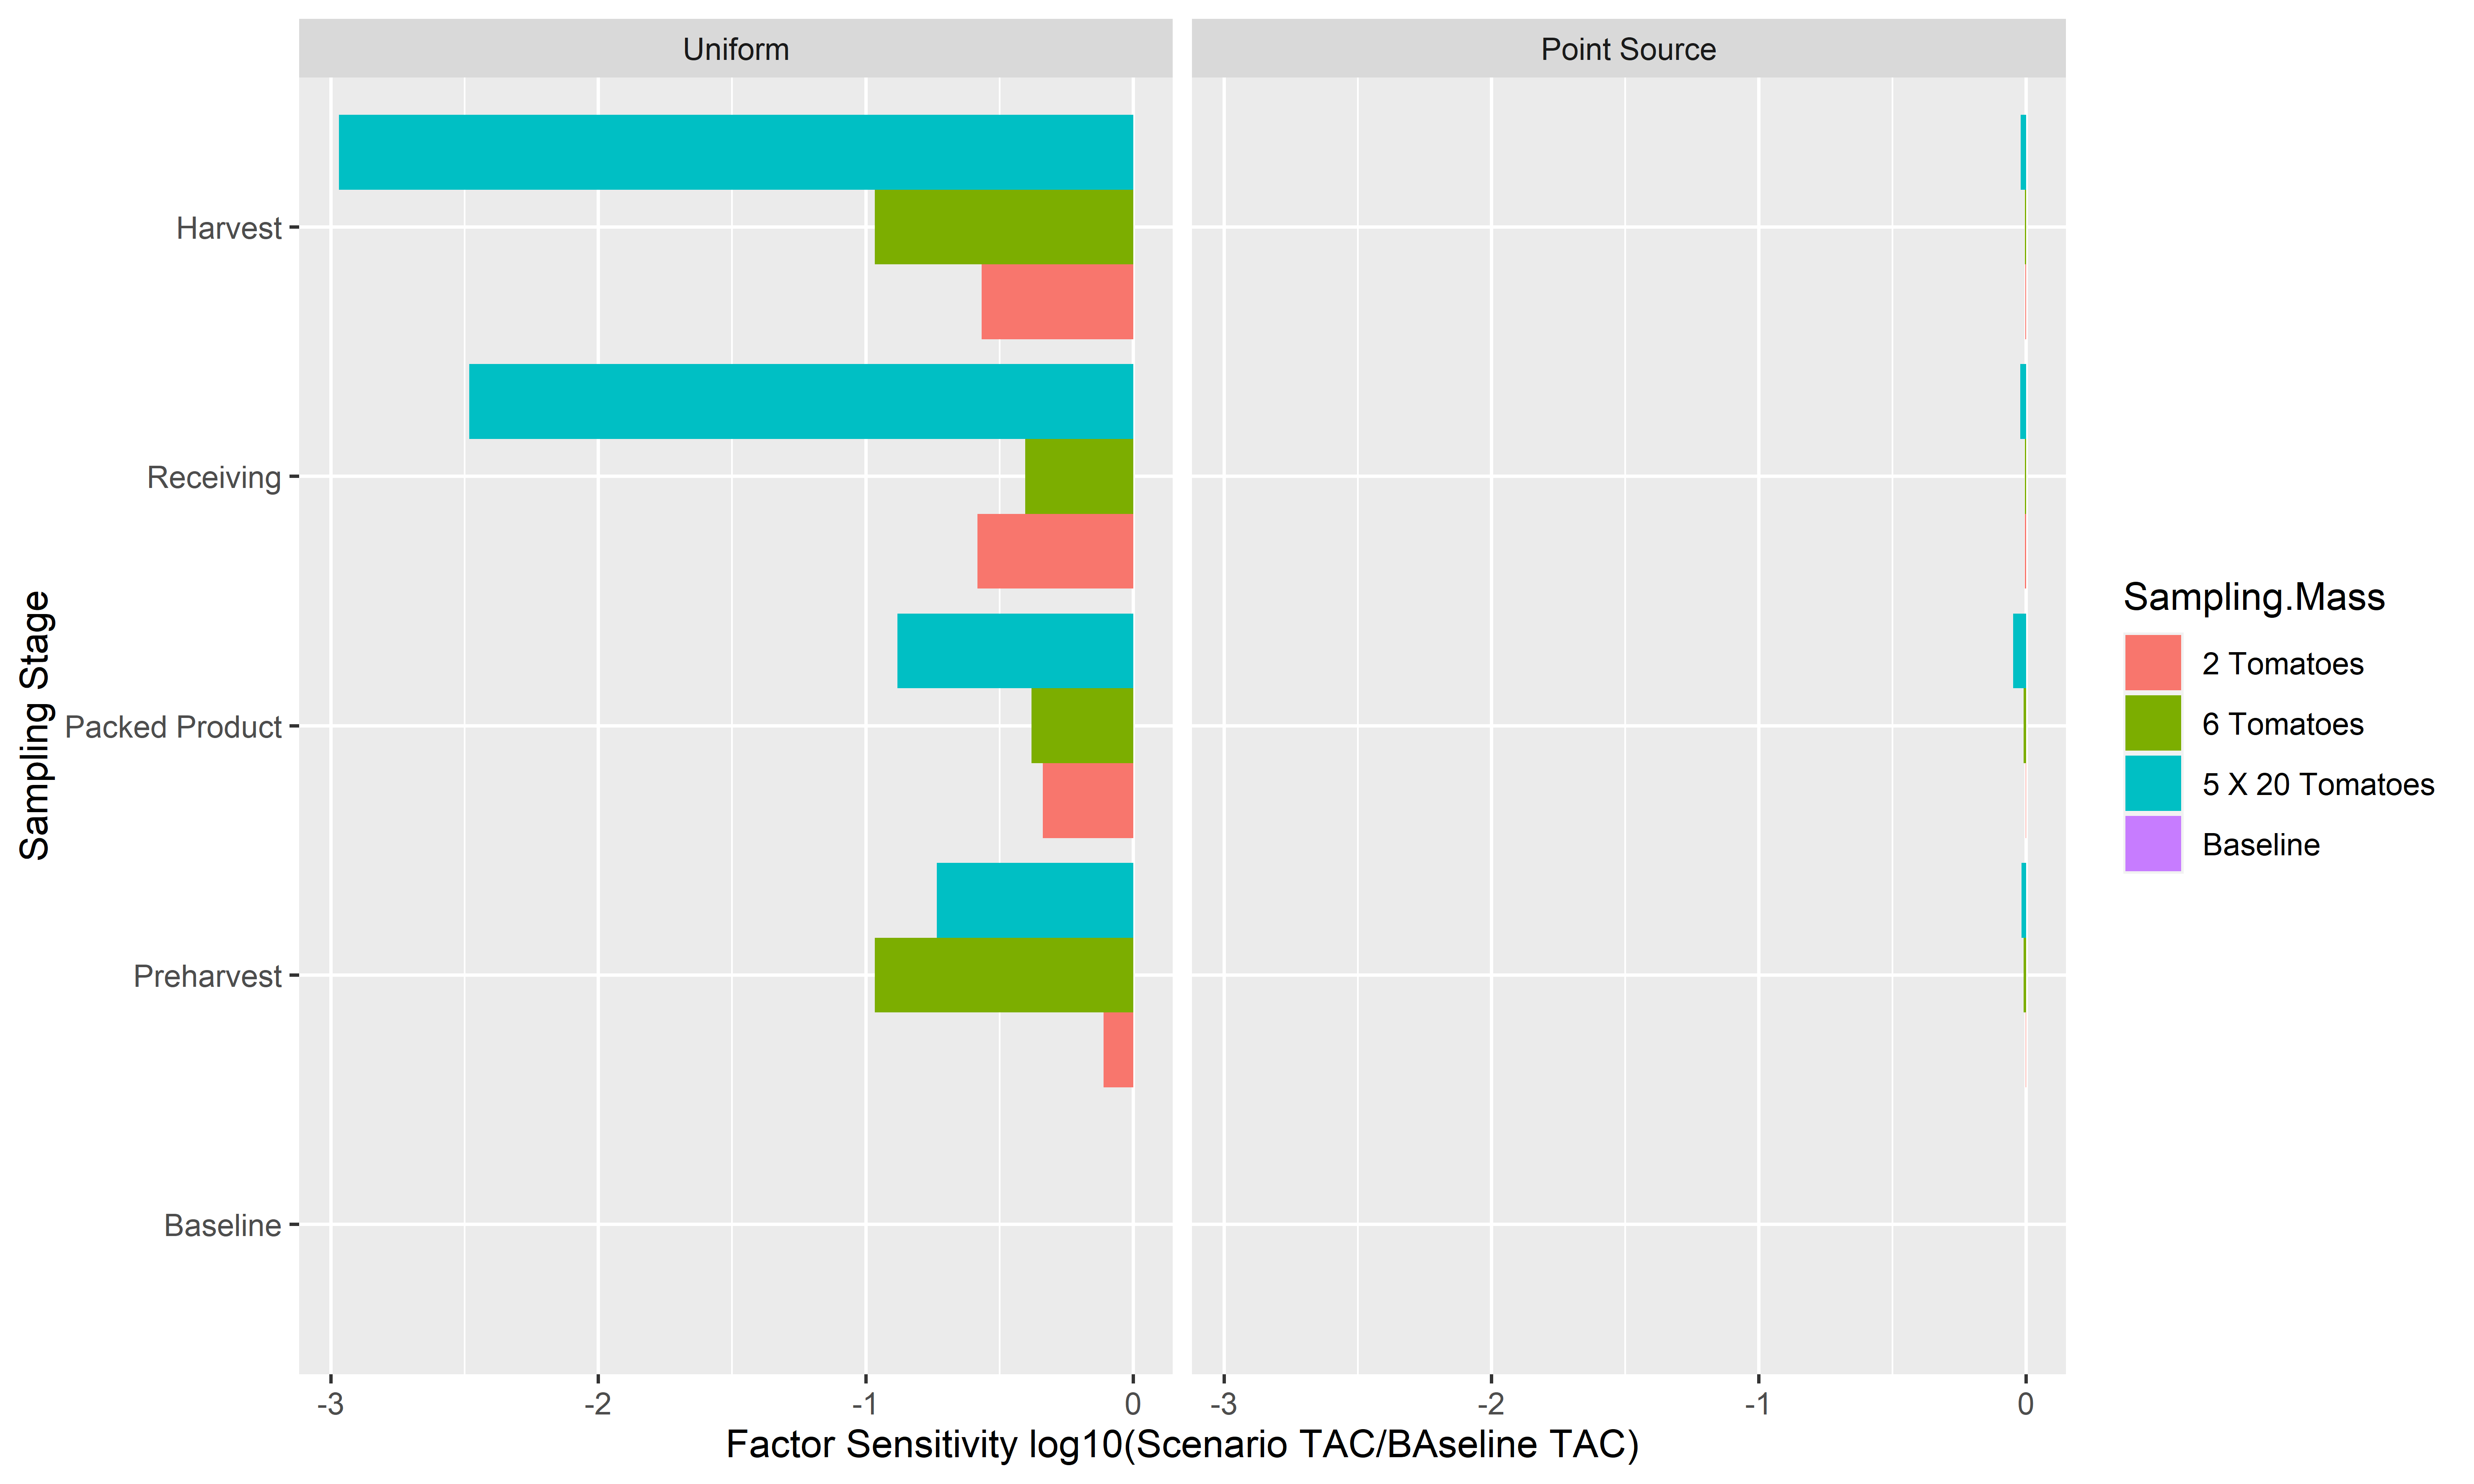 Uniform
Point Source
Sampling Stage
Harvest
Receiving
Packed Product
Preharvest
Baseline
-3 -2 -1 0
-3 -2 -1 0
Factor Sensitivity log10(Scenario TAC/BAseline TAC)
Sampling.Mass
2 Tomatoes
6 Tomatoes
5 X 20 Tomatoes
Baseline